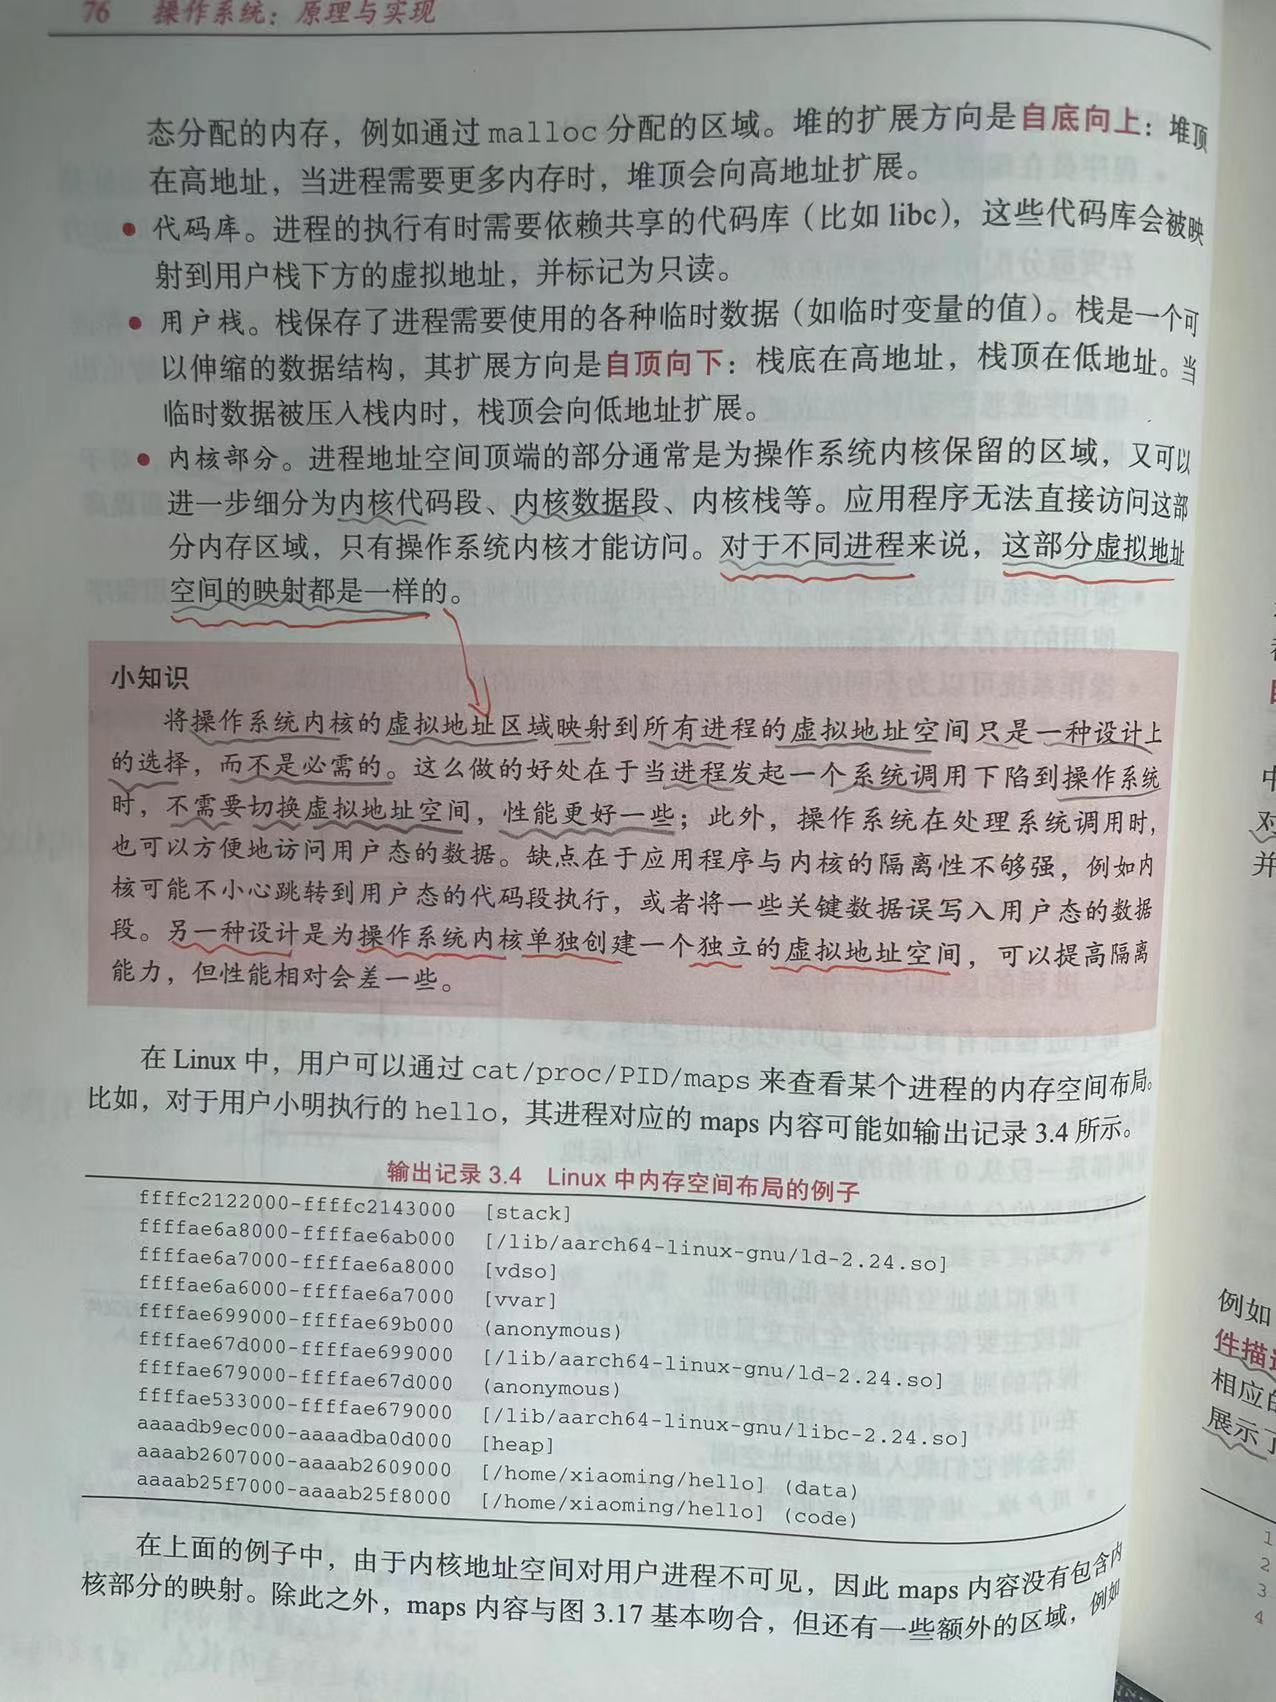 76 操作系统：原理与实现
态分配的内存，例如通过 malloc 分配的区域。堆的扩展方向是自底向上：堆顶
在高地址，当进程需要更多内存时，堆顶会向高地址扩展。
● 代码库。进程的执行有时需要依赖共享的代码库（比如 libc），这些代码库会被映
射到用户栈下方的虚拟地址，并标记为只读。
● 用户栈。栈保存了进程需要使用的各种临时数据（如临时变量的值）。栈是一个可
以伸缩的数据结构，其扩展方向是自顶向下：栈底在高地址，栈顶在低地址。当
临时数据被压入栈内时，栈顶会向低地址扩展。
● 内核部分。进程地址空间顶端的部分通常是为操作系统内核保留的区域，又可以
进一步细分为内核代码段、内核数据段、内核栈等。应用程序无法直接访问这部
分内存区域，只有操作系统内核才能访问。对于不同进程来说，这部分虚拟地址
空间的映射都是一样的。
小知识
将操作系统内核的虚拟地址区域映射到所有进程的虚拟地址空间只是一种设计上
的选择，而不是必需的。这么做的好处在于当进程发起一个系统调用下陷到操作系统
时，不需要切换虚拟地址空间，性能更好一些；此外，操作系统在处理系统调用时，
也可以方便地访问用户态的数据。缺点在于应用程序与内核的隔离性不够强，例如内
核可能不小心跳转到用户态的代码段执行，或者将一些关键数据误写入用户态的数据
段。另一种设计是为操作系统内核单独创建一个独立的虚拟地址空间，可以提高隔离
能力，但性能相对会差一些。
在 Linux 中，用户可以通过 cat/proc/PID/maps 来查看某个进程的内存空间布局。
比如，对于用户小明执行的 hello，其进程对应的 maps 内容可能如输出记录 3.4 所示。
输出记录 3.4 Linux 中内存空间布局的例子
ffffc2122000-ffffc2143000 [stack]
ffffae6a8000-ffffae6ab000 [/lib/aarch64-linux-gnu/ld-2.24.so]
ffffae6a7000-ffffae6a8000 [vdso]
ffffae6a6000-ffffae6a7000 [vvar]
ffffae699000-ffffae69b000 (anonymous)
ffffae67d000-ffffae699000 [/lib/aarch64-linux-gnu/ld-2.24.so]
ffffae679000-ffffae67d000 (anonymous)
ffffae533000-ffffae679000 [/lib/aarch64-linux-gnu/libc-2.24.so]
aaaadb9ec000-aaaadba0d000 [heap]
aaaab2607000-aaaab2609000 [/home/xiaoming/hello] (data)
aaaab25f7000-aaaab25f8000 [/home/xiaoming/hello] (code)
在上面的例子中，由于内核地址空间对用户进程不可见，因此 maps 内容没有包含内
核部分的映射。除此之外，maps 内容与图 3.17 基本吻合，但还有一些额外的区域，例如
对
并
例如
件描
相应的
展示了
1
2
3
4